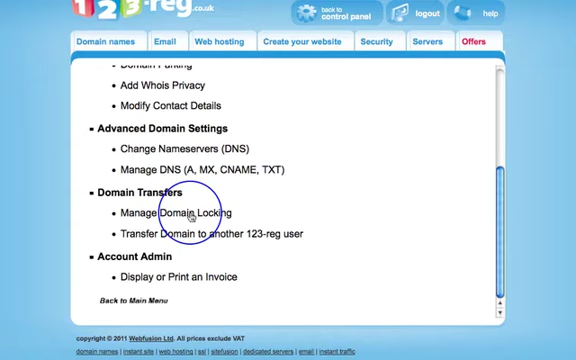 123-reg.co.uk
back to
control panel
logout
help
Domain names
Email
Web hosting
Create your website
Security
Servers
Offers
Domain Parking
Add Whois Privacy
Modify Contact Details
Advanced Domain Settings
Change Nameservers (DNS)
Manage DNS (A, MX, CNAME, TXT)
Domain Transfers
Manage Domain Locking
Transfer Domain to another 123-reg user
Account Admin
Display or Print an Invoice
Back to Main Menu
copyright © 2011 Webfusion Ltd. All prices exclude VAT
domain names | instant site | web hosting | ssl | sitefusion | dedicated servers | email | instant traffic